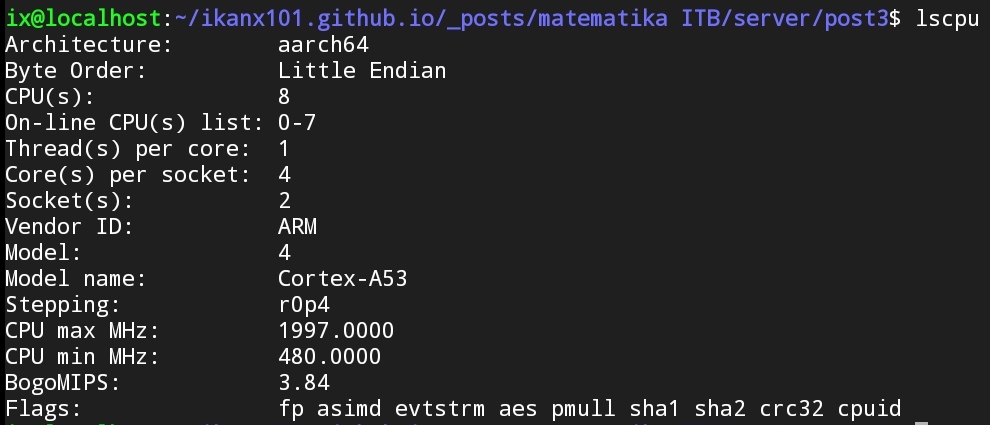 ix@localhost:~/ikanx101.github.io/_posts/matematika ITB/server/post3$ lscpu
Architecture: aarch64
Byte Order: Little Endian
CPU(s): 8
On-line CPU(s) list: 0-7
Thread(s) per core: 1
Core(s) per socket: 4
Socket(s): 2
Vendor ID: ARM
Model: 4
Model name: Cortex-A53
Stepping: r0p4
CPU max MHz: 1997.0000
CPU min MHz: 480.0000
BogoMIPS: 3.84
Flags: fp asimd evtstrm aes pmull sha1 sha2 crc32 cpuid